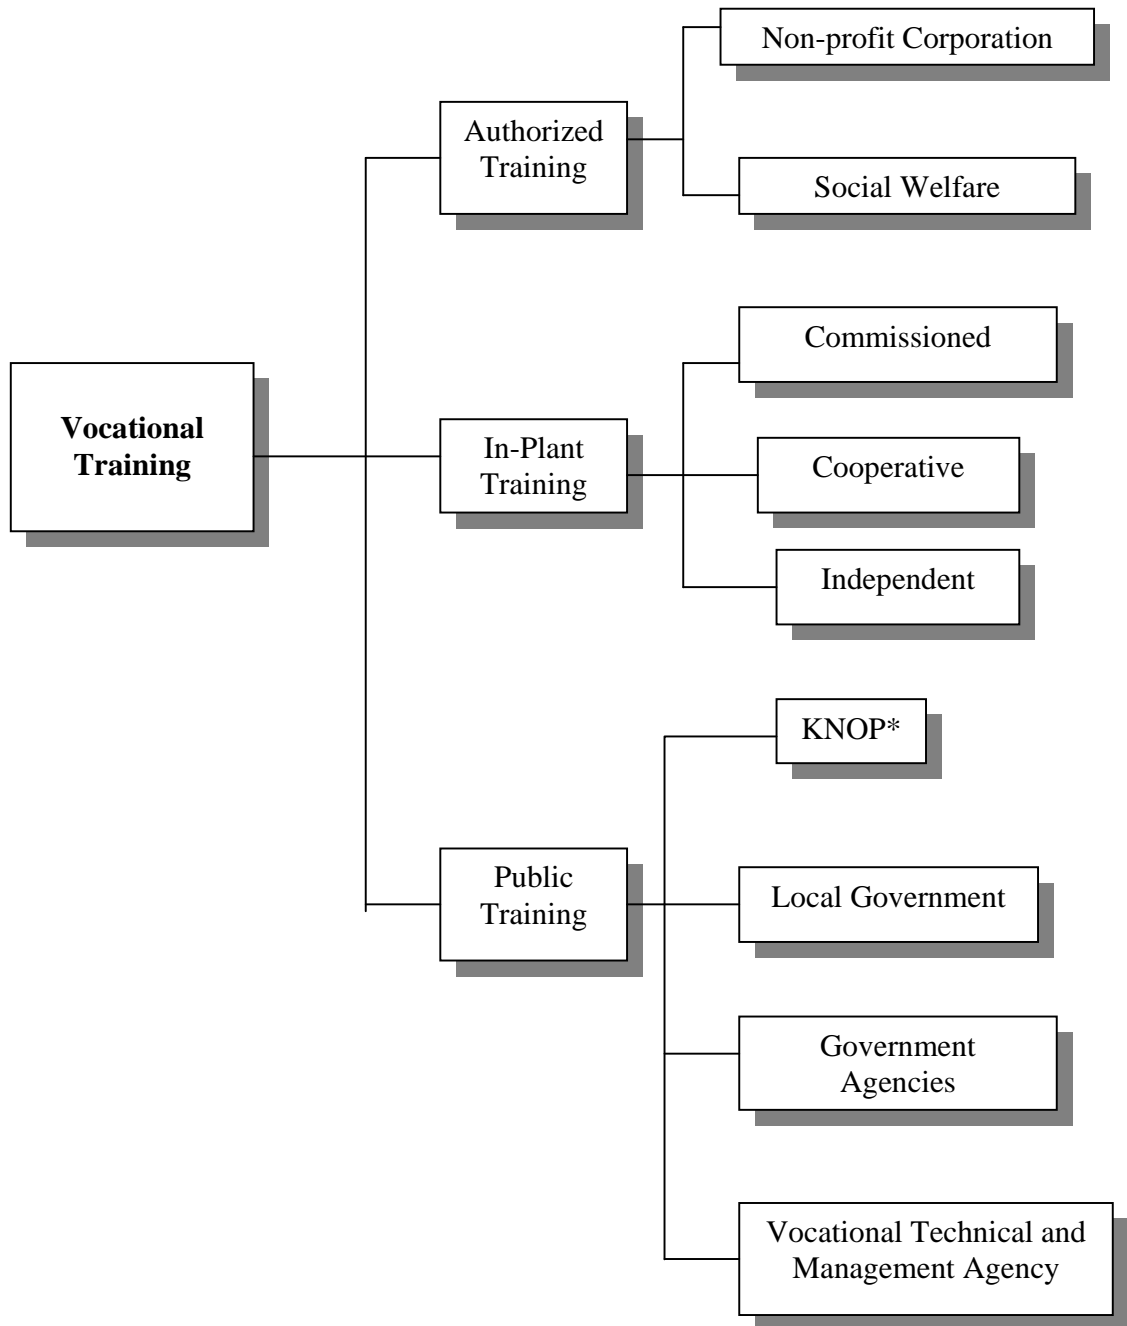 Non-profit Corporation
Authorized
Training
Social Welfare
Commissioned
Vocational
Training
In-Plant
Training
Cooperative
Independent
KNOP*
Public
Training
Local Government
Government
Agencies
Vocational Technical and
Management Agency